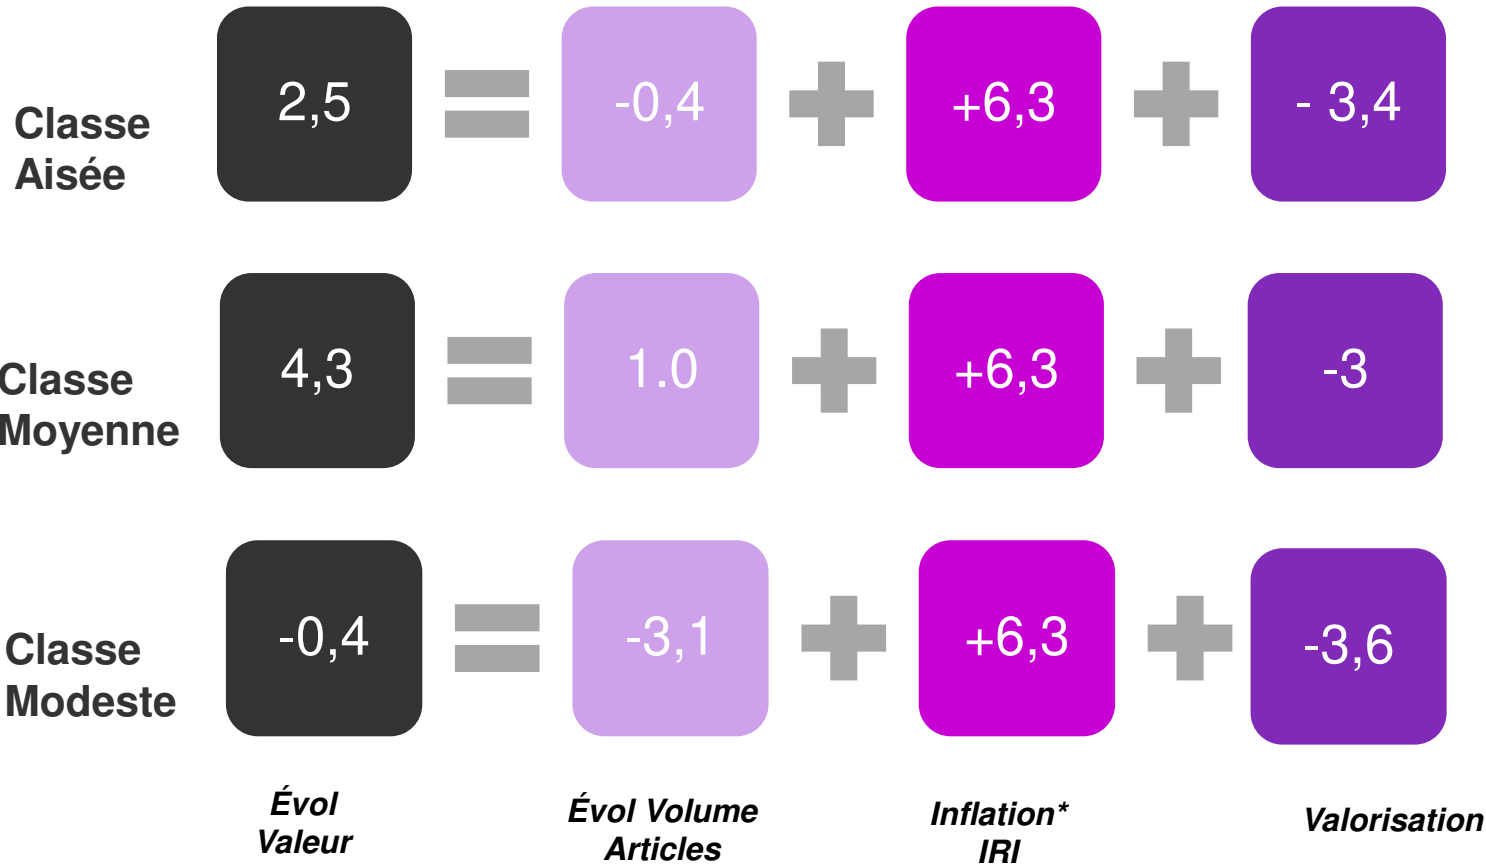 Classe
Aisée
2,5
-0,4
+6,3
- 3,4
Classe
Moyenne
4,3
1.0
+6,3
-3
Classe
Modeste
-0,4
-3,1
+6,3
-3,6
Évol
Valeur
Évol Volume
Articles
Inflation*
IRI
Valorisation